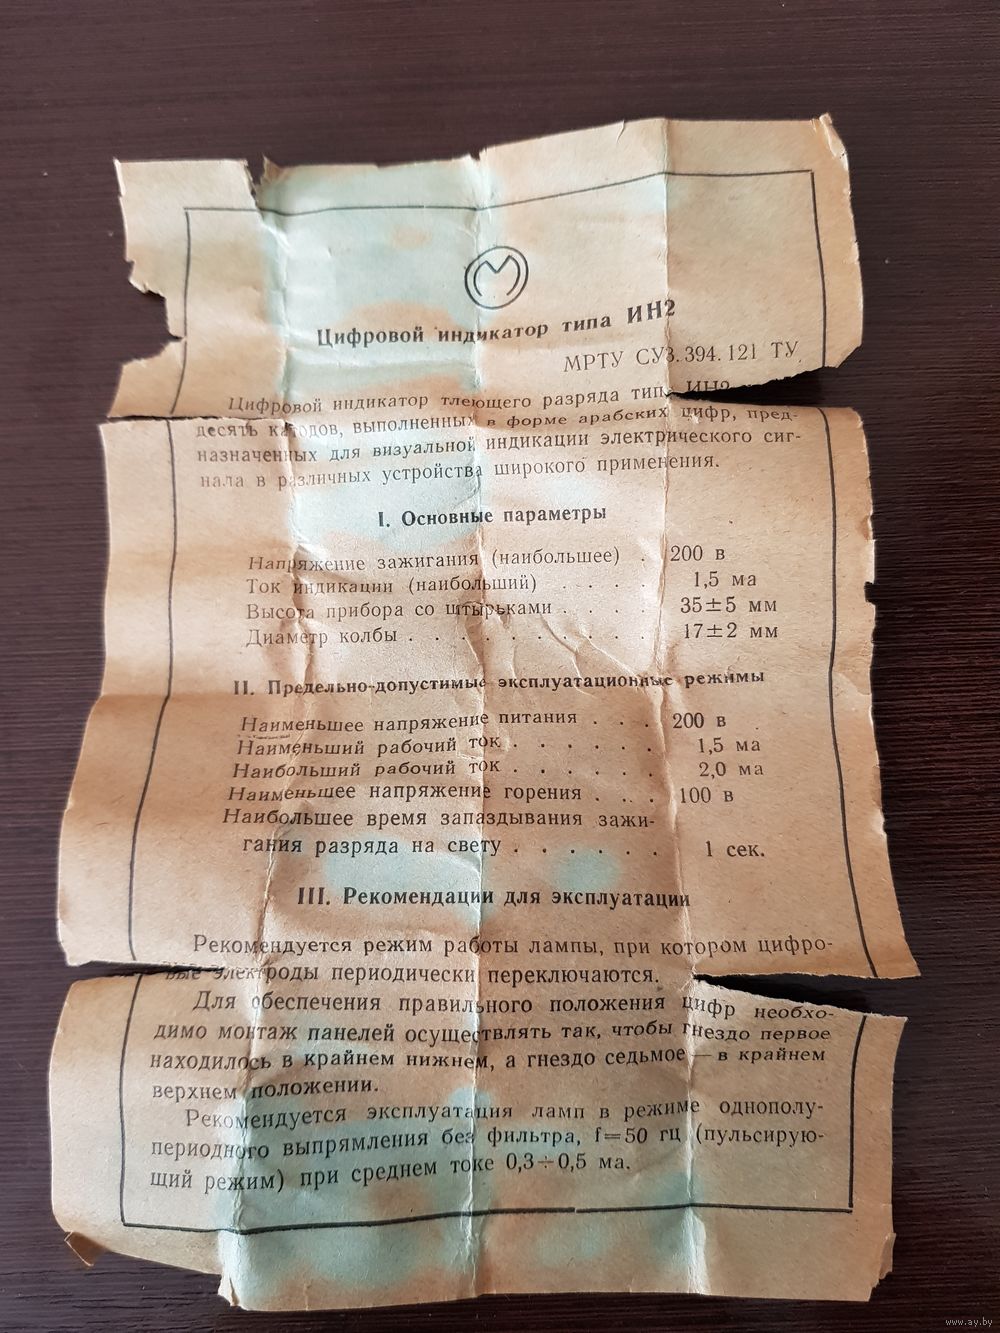 Цифровой индикатор типа ИН2
МРТУ СУ3.394.121 ТУ
Цифровой индикатор тлеющего разряда типа ИН2
десять катодов, выполненных в форме арабских цифр, пред-
назначенных для визуальной индикации электрического сиг-
нала в различных устройства широкого применения.
I. Основные параметры
Напряжение зажигания (наибольшее) . 200 в
Ток индикации (наибольший) . . . . 1,5 ма
Высота прибора со штырьками . . . . 35±5 мм
Диаметр колбы . . . . . . . . . 17±2 мм
II. Предельно-допустимые эксплуатационные режимы
Наименьшее напряжение питания . . . 200 в
Наименьший рабочий ток . . . . . . 1,5 ма
Наибольший рабочий ток . . . . . . 2,0 ма
Наименьшее напряжение горения . . . 100 в
Наибольшее время запаздывания зажи-
гания разряда на свету . . . . . . 1 сек.
III. Рекомендации для эксплуатации
Рекомендуется режим работы лампы, при котором цифро-
вые электроды периодически переключаются.
Для обеспечения правильного положения цифр необхо-
димо монтаж панелей осуществлять так, чтобы гнездо первое
находилось в крайнем нижнем, а гнездо седьмое — в крайнем
верхнем положении.
Рекомендуется эксплуатация ламп в режиме однополу-
периодного выпрямления без фильтра, f=50 гц (пульсирую-
щий режим) при среднем токе 0,3÷0,5 ма.
www.ay.by